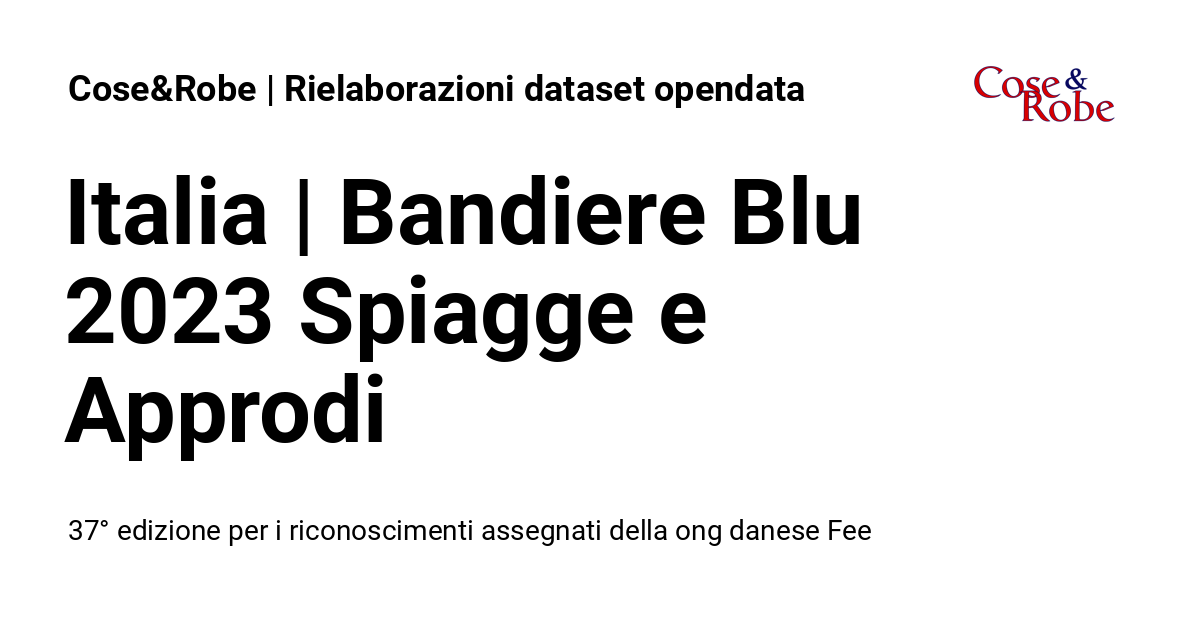 Cose&Robe | Rielaborazioni dataset opendata
Cose &
Robe
Italia | Bandiere Blu
2023 Spiagge e
Approdi
37° edizione per i riconoscimenti assegnati della ong danese Fee